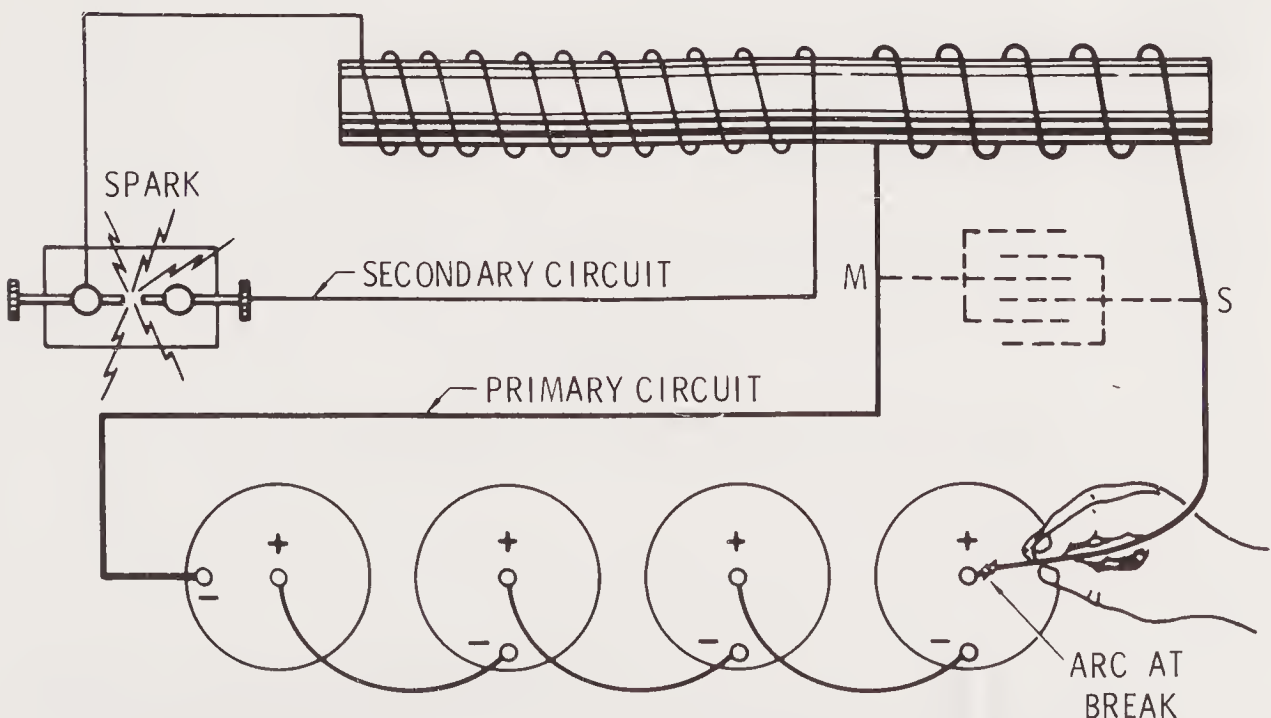 SPARK
SECONDARY CIRCUIT
M
S
PRIMARY CIRCUIT
+
+
+
+
-
-
-
-
ARC AT
BREAK